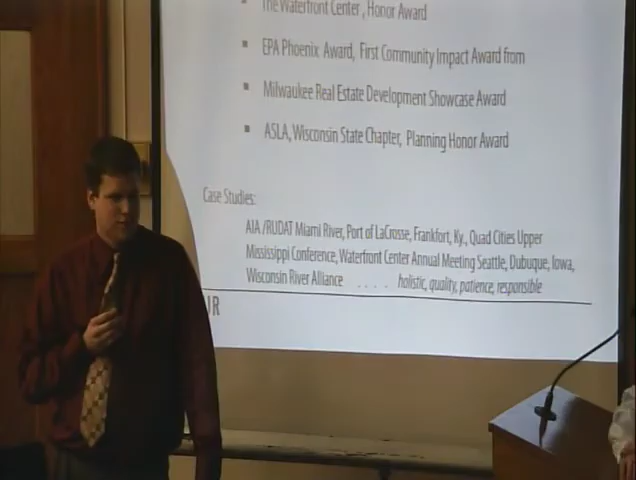 The Waterfront Center, Honor Award
EPA Phoenix Award, First Community Impact Award from
Milwaukee Real Estate Development Showcase Award
ASLA, Wisconsin State Chapter, Planning Honor Award
Case Studies:
AIA /RUDAT Miami River, Port of LaCrosse, Frankfort, Ky., Quad Cities Upper
Mississippi Conference, Waterfront Center Annual Meeting Seattle, Dubuque, Iowa,
Wisconsin River Alliance . . . . holistic, quality, patience, responsible
UR